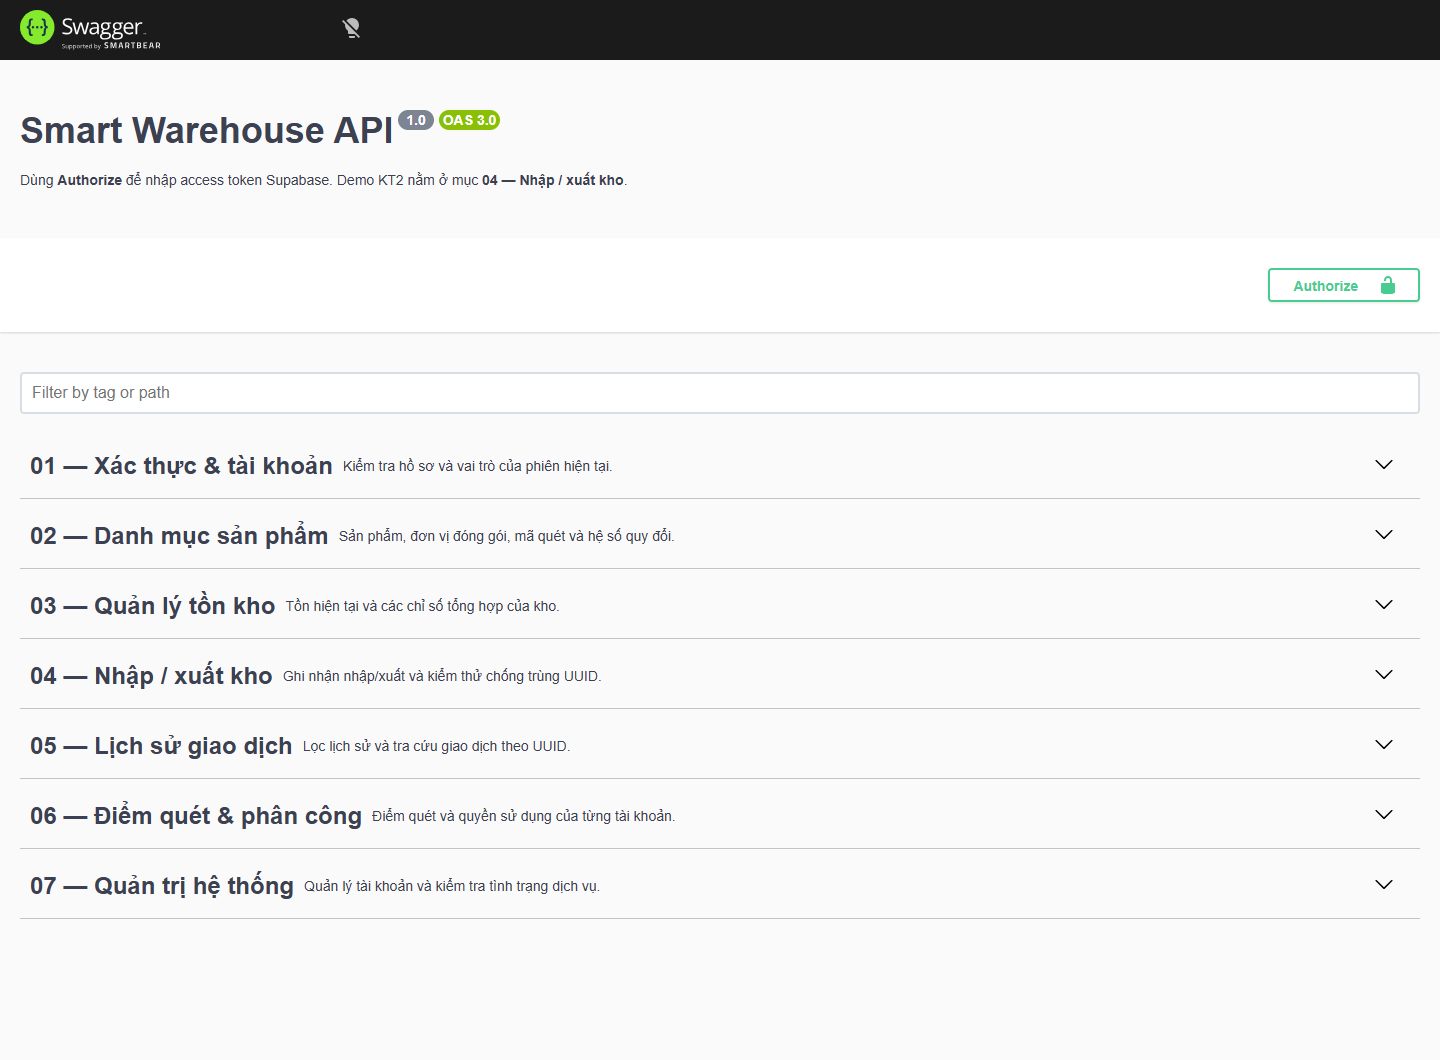 Swagger
Supported by SMARTBEAR
Smart Warehouse API 1.0 OAS 3.0
Dùng Authorize để nhập access token Supabase. Demo KT2 nằm ở mục 04 — Nhập / xuất kho.
Authorize
Filter by tag or path
01 — Xác thực & tài khoản Kiểm tra hồ sơ và vai trò của phiên hiện tại.
02 — Danh mục sản phẩm Sản phẩm, đơn vị đóng gói, mã quét và hệ số quy đổi.
03 — Quản lý tồn kho Tồn hiện tại và các chỉ số tổng hợp của kho.
04 — Nhập / xuất kho Ghi nhận nhập/xuất và kiểm thử chống trùng UUID.
05 — Lịch sử giao dịch Lọc lịch sử và tra cứu giao dịch theo UUID.
06 — Điểm quét & phân công Điểm quét và quyền sử dụng của từng tài khoản.
07 — Quản trị hệ thống Quản lý tài khoản và kiểm tra tình trạng dịch vụ.